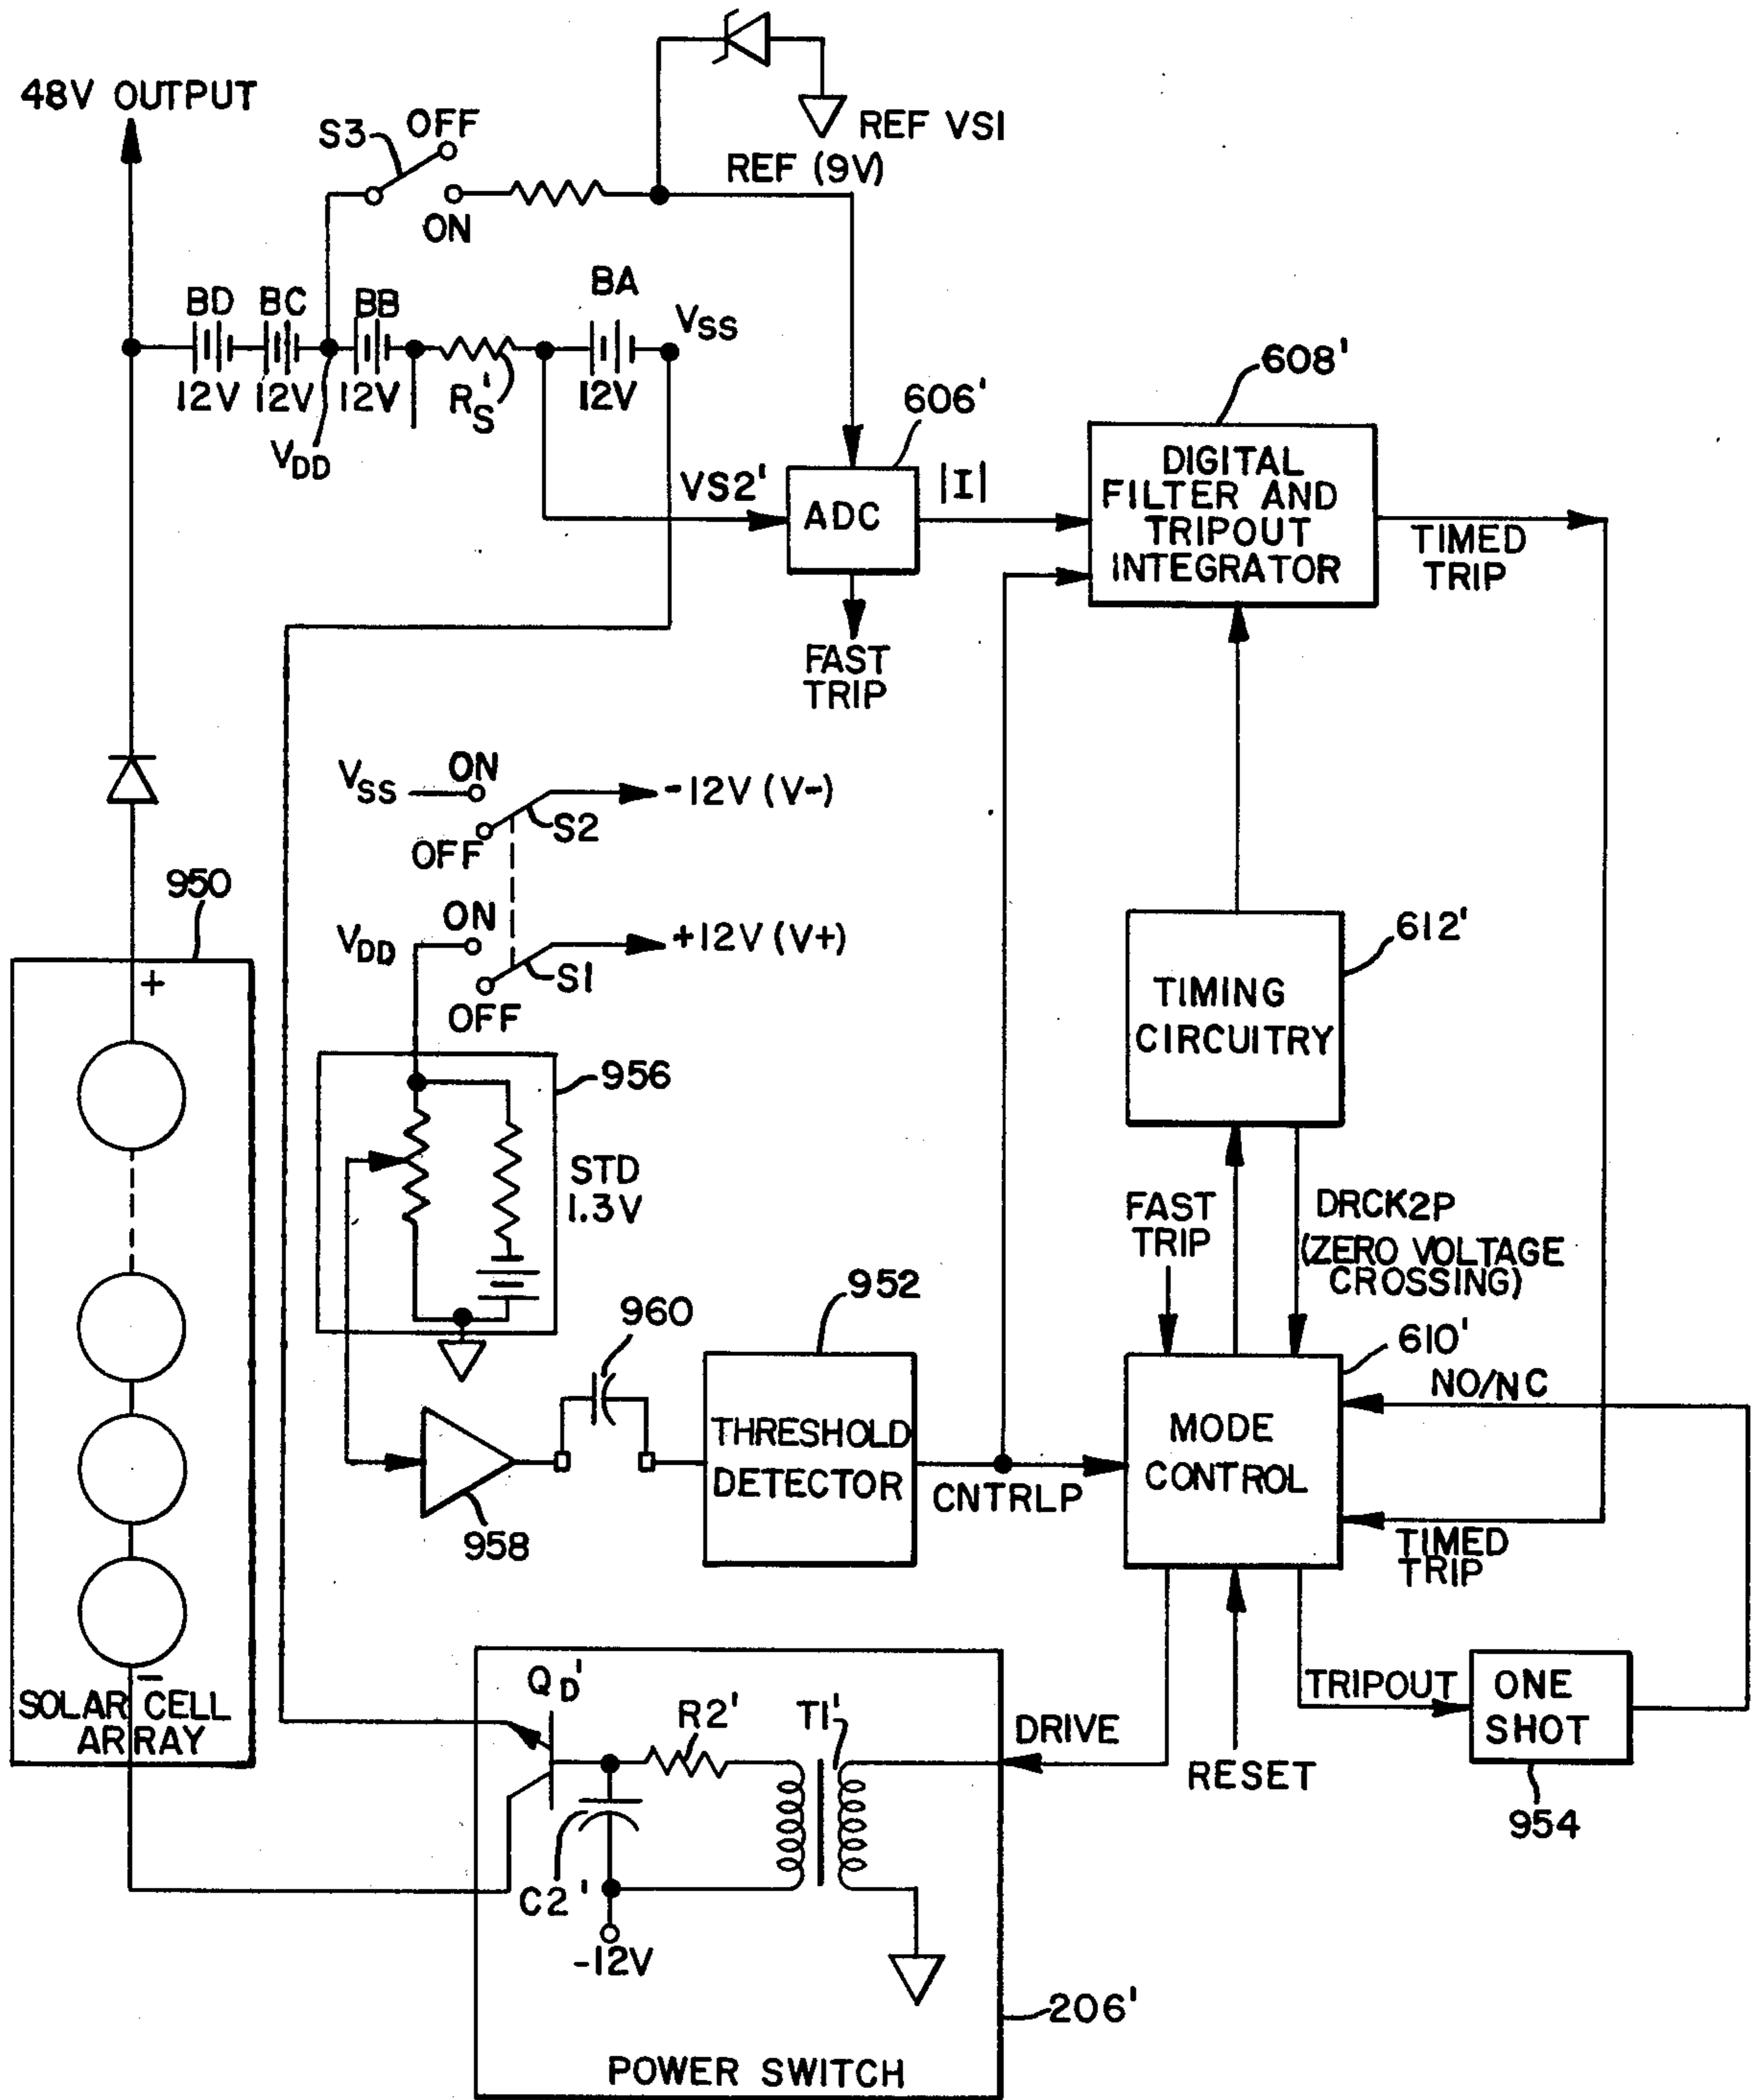 48V OUTPUT
S3
OFF
ON
REF VS1
REF (9V)
BD
BC
BB
BA
VSS
12V
12V
12V
RS'
12V
VDD
VS2'
606'
ADC
|I|
FAST
TRIP
608'
DIGITAL
FILTER AND
TRIPOUT
INTEGRATOR
TIMED
TRIP
VSS
ON
-12V (V-)
OFF
S2
950
VDD
ON
+12V (V+)
OFF
S1
612'
TIMING
CIRCUITRY
+
956
STD
1.3V
FAST
TRIP
DRCK2P
(ZERO VOLTAGE
CROSSING)
960
952
610'
NO/NC
THRESHOLD
DETECTOR
CNTRLP
MODE
CONTROL
958
TIMED
TRIP
-
SOLAR CELL
ARRAY
QD'
R2'
T1'
DRIVE
RESET
TRIPOUT
ONE
SHOT
954
C2'
-12V
206'
POWER SWITCH